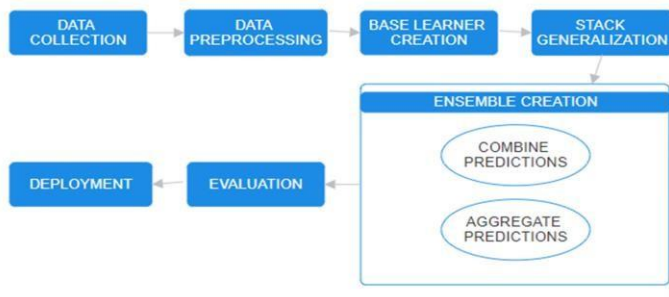 DATA
COLLECTION
DATA
PREPROCESSING
BASE LEARNER
CREATION
STACK
GENERALIZATION
ENSEMBLE CREATION
COMBINE
PREDICTIONS
AGGREGATE
PREDICTIONS
EVALUATION
DEPLOYMENT